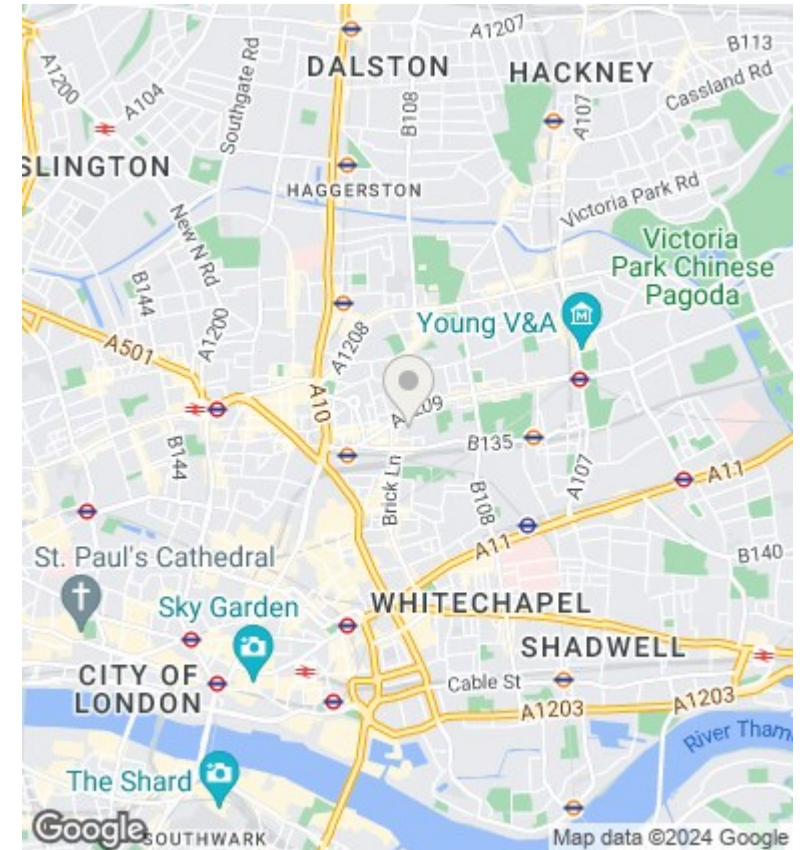 A1207
B113
DALSTON
HACKNEY
Cassland Rd
A1200
A104
Southgate Rd
B108
A107
SLINGTON
HAGGERSTON
Victoria Park Rd
New N Rd
Victoria
Park Chinese
Pagoda
B144
A1200
Young V&A
A501
A1208
A10
A1209
B144
B135
A107
Brick Ln
B108
A11
A11
St. Paul's Cathedral
B140
Sky Garden
WHITECHAPEL
SHADWELL
CITY OF
LONDON
Cable St
A1203
A1203
River Tham
The Shard
Google
SOUTHWARK
Map data ©2024 Google